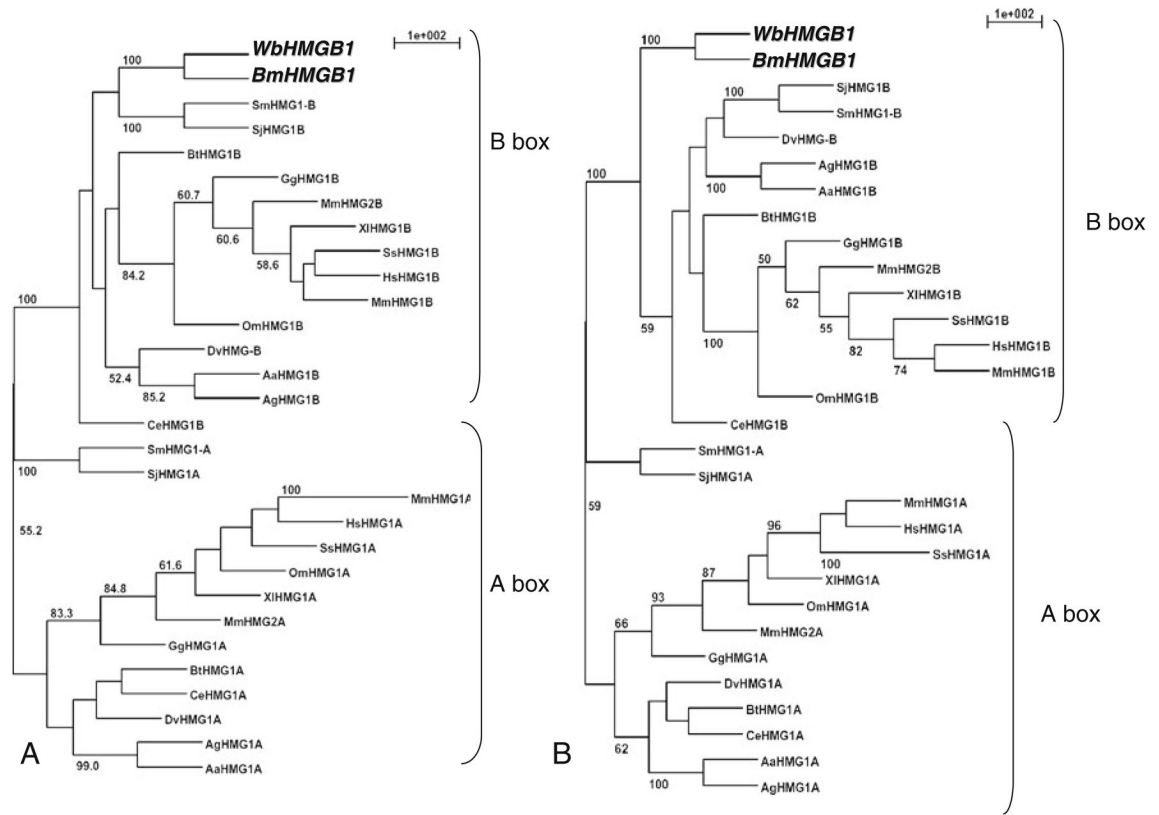 1e+002
100
WbHMGB1
BmHMGB1
SmHMG1-B
100
SjHMG1B
BtHMG1B
GgHMG1B
60.7
MmHMG2B
XlHMG1B
60.6
SsHMG1B
58.6
84.2
HsHMG1B
100
MmHMG1B
OmHMG1B
DvHMG-B
52.4
AaHMG1B
85.2
AgHMG1B
CeHMG1B
B box
SmHMG1-A
100
SjHMG1A
100
MmHMG1A
55.2
HsHMG1A
SsHMG1A
61.6
OmHMG1A
84.8
XlHMG1A
83.3
MmHMG2A
GgHMG1A
BtHMG1A
CeHMG1A
DvHMG1A
AgHMG1A
99.0
AaHMG1A
A box
A
1e+002
100
WbHMGB1
BmHMGB1
SjHMG1B
100
SmHMG1-B
DvHMG-B
AgHMG1B
100
AaHMG1B
100
BtHMG1B
GgHMG1B
50
MmHMG2B
62
XlHMG1B
55
SsHMG1B
59
100
82
HsHMG1B
74
MmHMG1B
OmHMG1B
CeHMG1B
B box
SmHMG1-A
SjHMG1A
59
MmHMG1A
96
HsHMG1A
SsHMG1A
100
87
XlHMG1A
93
OmHMG1A
66
MmHMG2A
GgHMG1A
DvHMG1A
BtHMG1A
62
CeHMG1A
AaHMG1A
100
AgHMG1A
A box
B